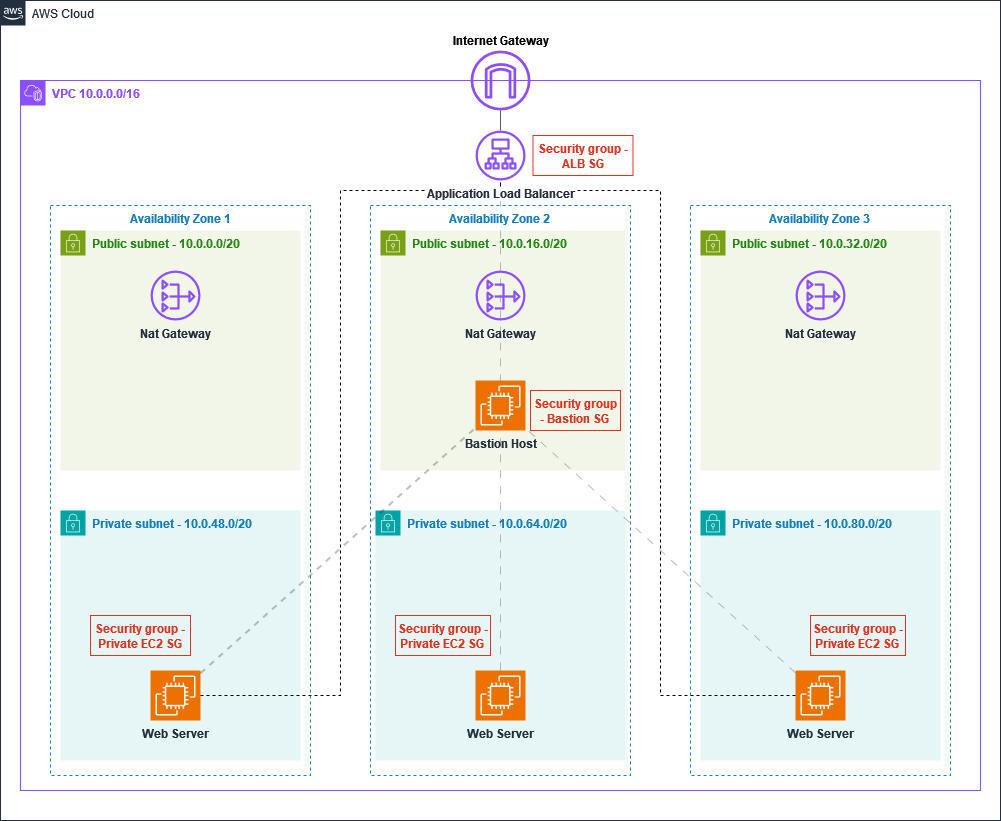 aws
AWS Cloud
Internet Gateway
VPC 10.0.0.0/16
Security group -
ALB SG
Application Load Balancer
Availability Zone 1
Availability Zone 2
Availability Zone 3
Public subnet - 10.0.0.0/20
Public subnet - 10.0.16.0/20
Public subnet - 10.0.32.0/20
Nat Gateway
Nat Gateway
Nat Gateway
Security group
- Bastion SG
Bastion Host
Private subnet - 10.0.48.0/20
Private subnet - 10.0.64.0/20
Private subnet - 10.0.80.0/20
Security group -
Private EC2 SG
Security group -
Private EC2 SG
Security group -
Private EC2 SG
Web Server
Web Server
Web Server